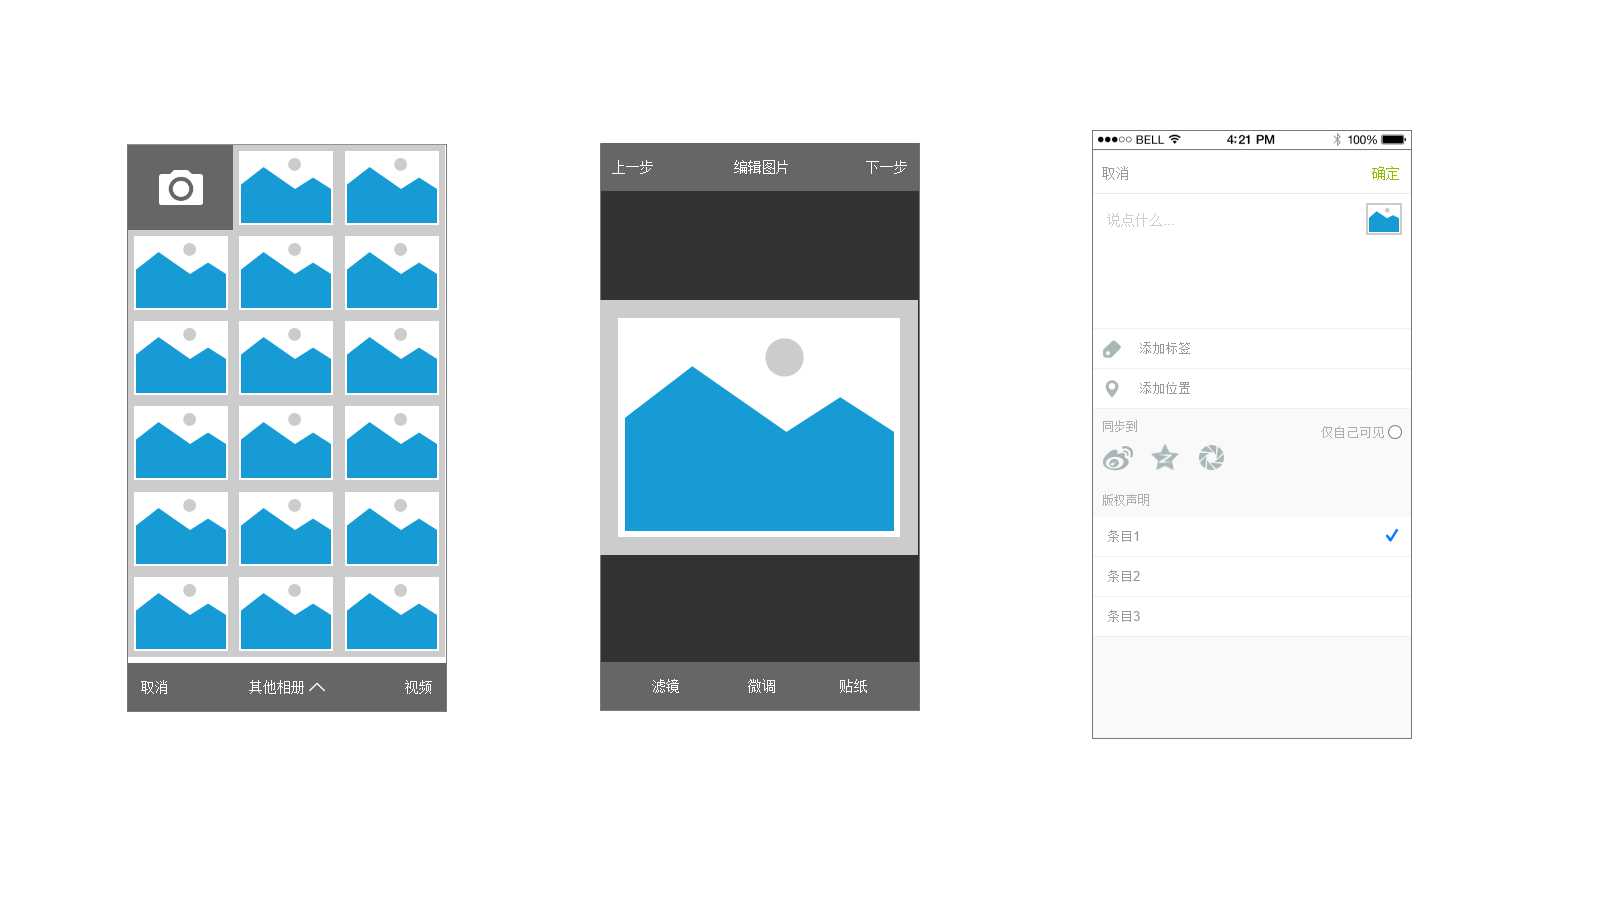 取消
其他相册
视频
上一步
编辑图片
下一步
滤镜
微调
贴纸
BELL
4:21 PM
100%
取消
确定
说点什么...
添加标签
添加位置
同步到
仅自己可见
版权声明
条目1
条目2
条目3